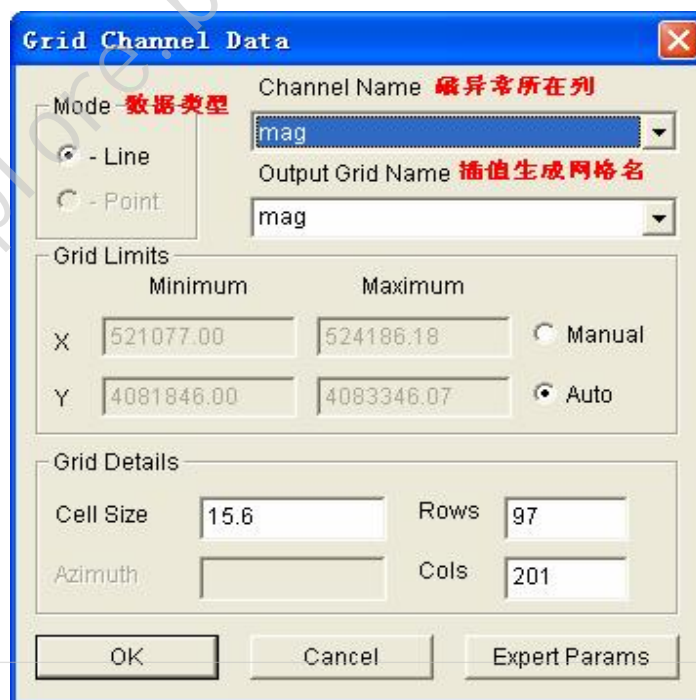 Grid Channel Data
Mode 数据类型
- Line
- Point
Channel Name 磁异常所在列
mag
Output Grid Name 插值生成网格名
mag
Grid Limits
Minimum Maximum
X 521077.00 524186.18 Manual
Y 4081846.00 4083346.07 Auto
Grid Details
Cell Size 15.6 Rows 97
Azimuth Cols 201
OK Cancel Expert Params